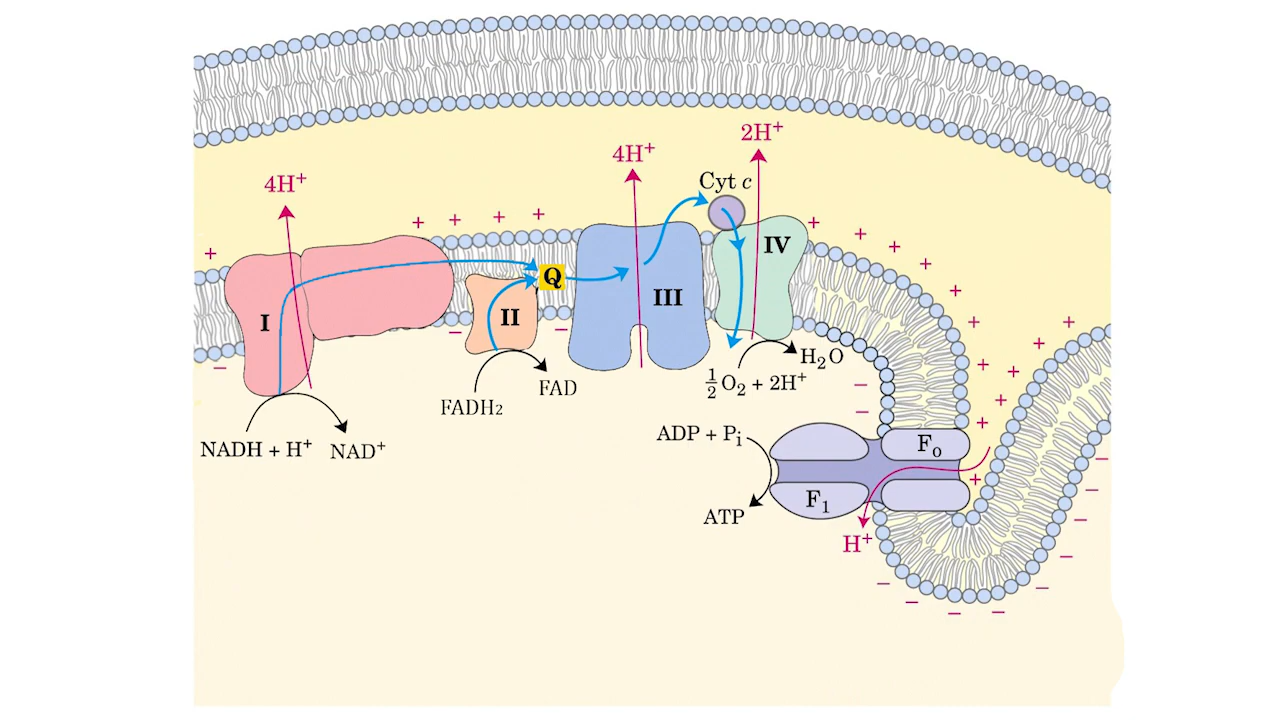 2H⁺
4H⁺
Cyt c
4H⁺
+ + + + +
+ + + + + + + + + + + + + +
IV
Q
III
I
II
− − −
H₂O
½ O₂ + 2H⁺
FAD
FADH₂
− −
NADH + H⁺
NAD⁺
ADP + Pᵢ
Fₒ
F₁
ATP
H⁺
− − − − − − − − −